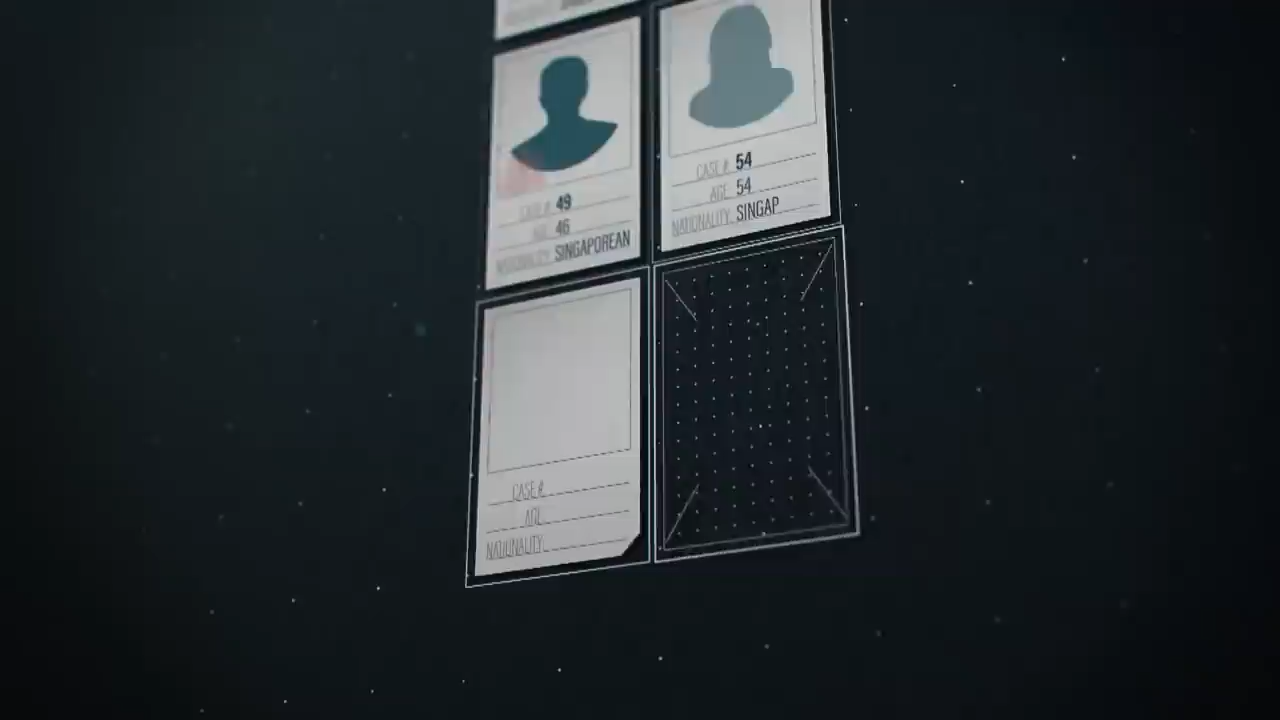 CASE # 49
AGE 46
NATIONALITY SINGAPOREAN
CASE # 54
AGE 54
NATIONALITY SINGAP
CASE #
AGE
NATIONALITY